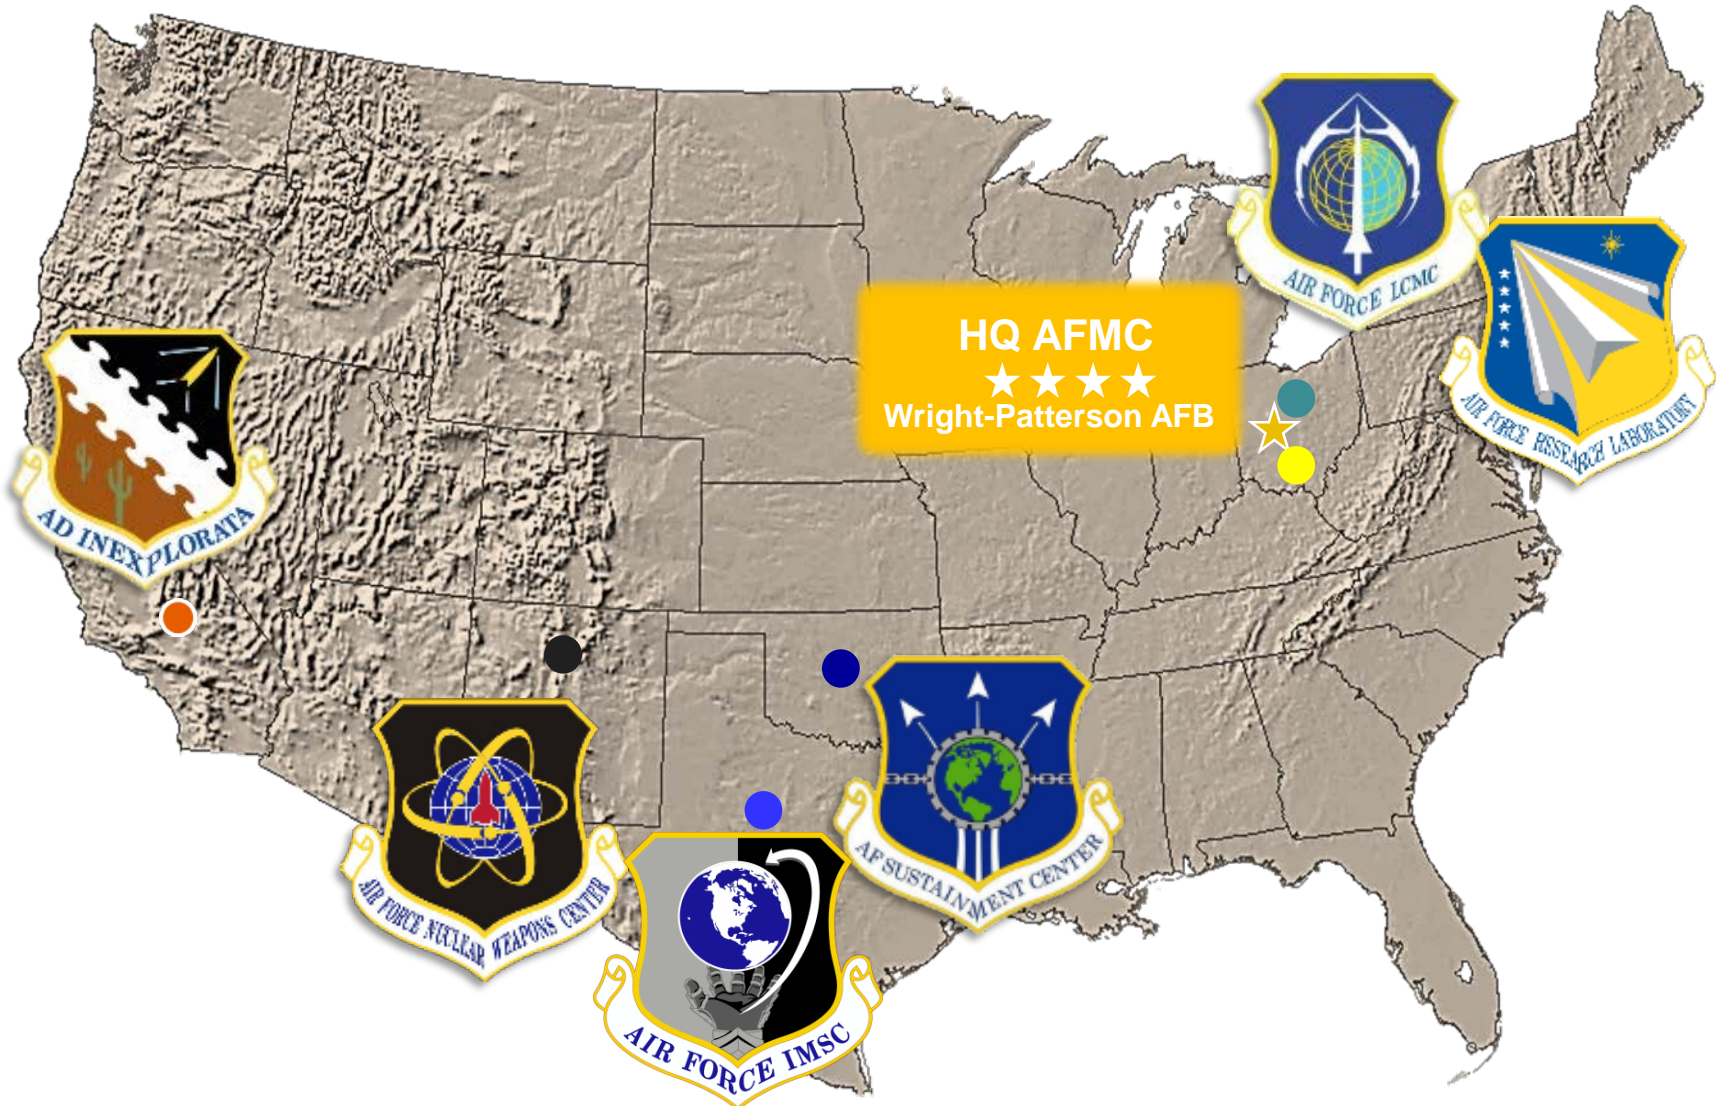 AIR FORCE LCMC
HQ AFMC
Wright-Patterson AFB
AIR FORCE RESEARCH LABORATORY
AD INEXPLORATA
AIR FORCE NUCLEAR WEAPONS CENTER
AF SUSTAINMENT CENTER
AIR FORCE IMSC